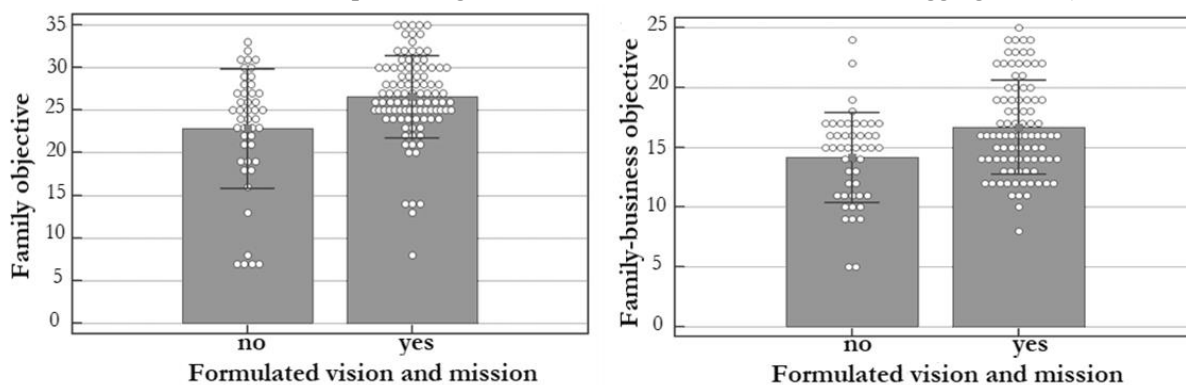 35
30
25
20
15
10
5
0
Family objective
no yes
Formulated vision and mission
25
20
15
10
5
0
Family-business objective
no yes
Formulated vision and mission